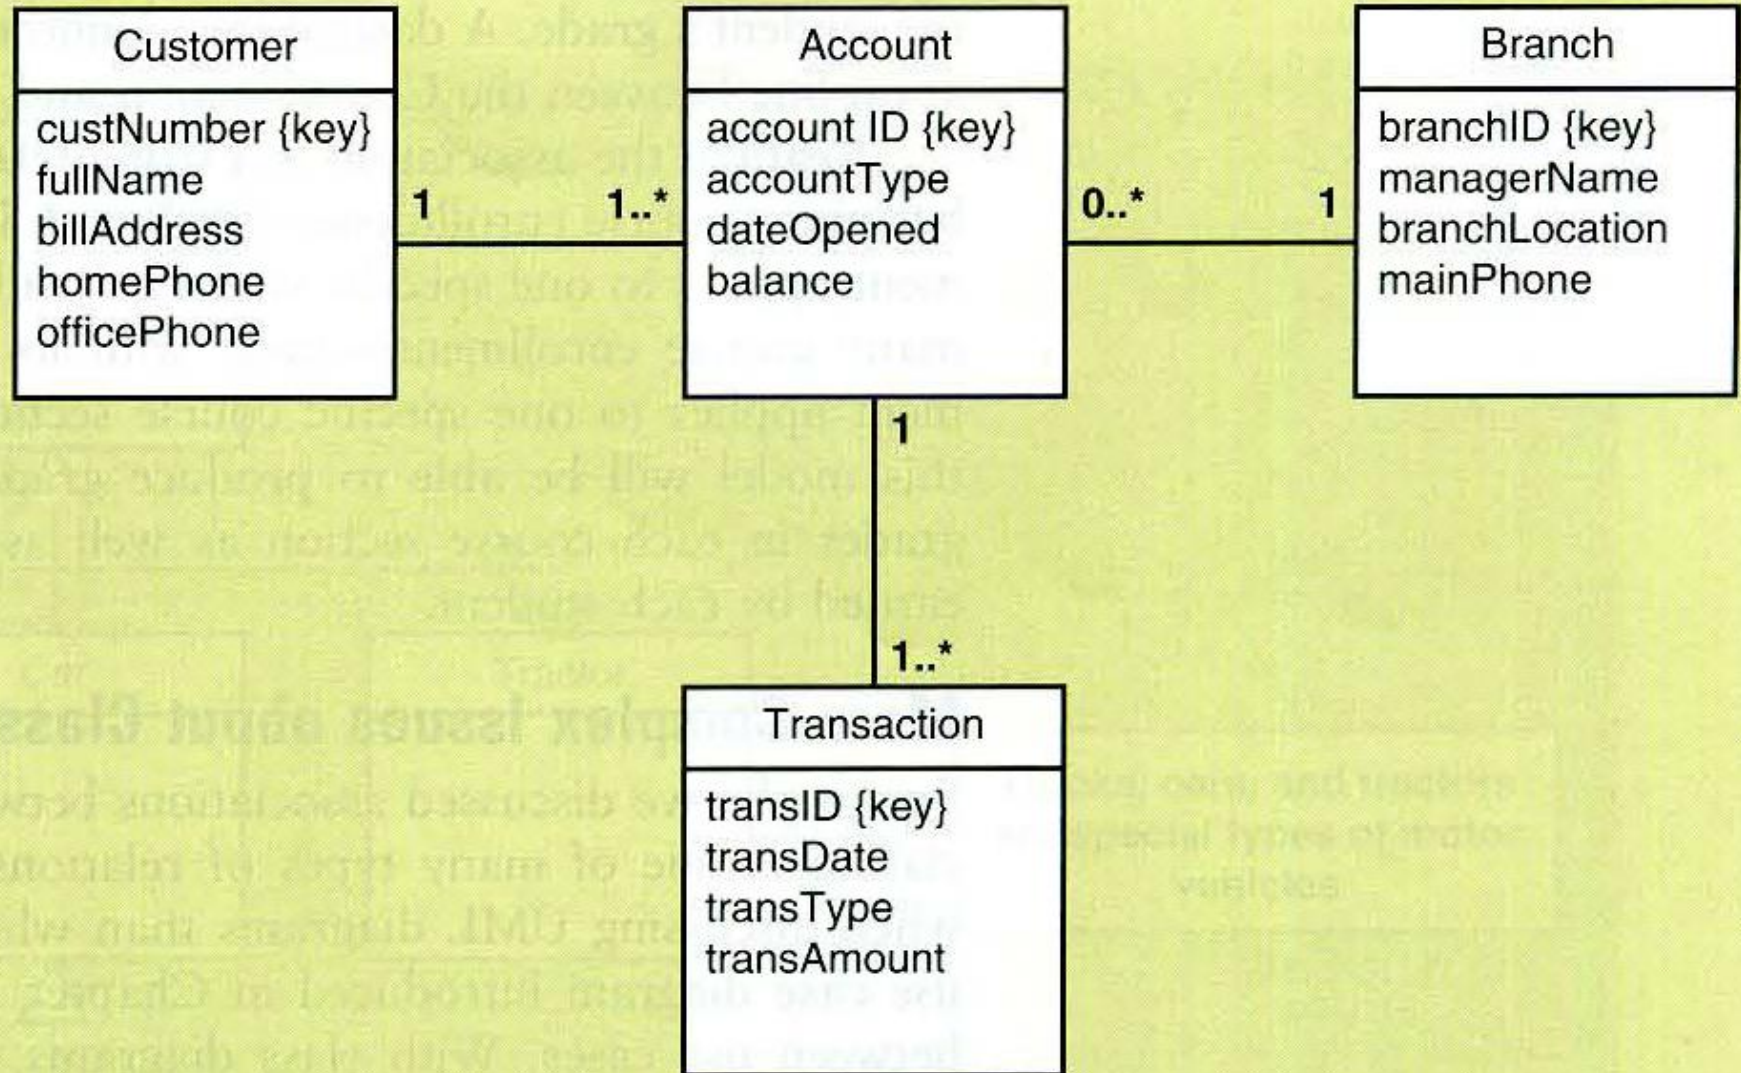 Customer
custNumber {key}
fullName
billAddress
homePhone
officePhone
1
1..*
Account
account ID {key}
accountType
dateOpened
balance
0..*
1
Branch
branchID {key}
managerName
branchLocation
mainPhone
1
1..*
Transaction
transID {key}
transDate
transType
transAmount